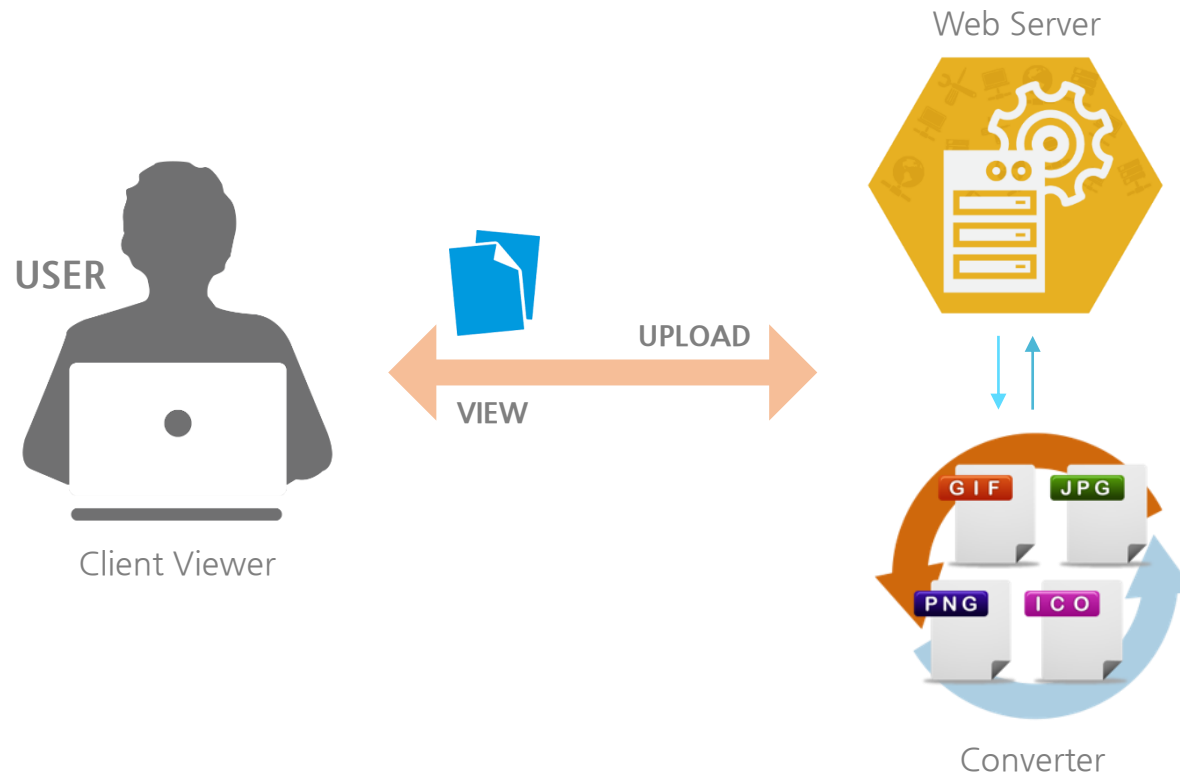 Web Server
USER
UPLOAD
VIEW
GIF
JPG
PNG
ICO
Client Viewer
Converter